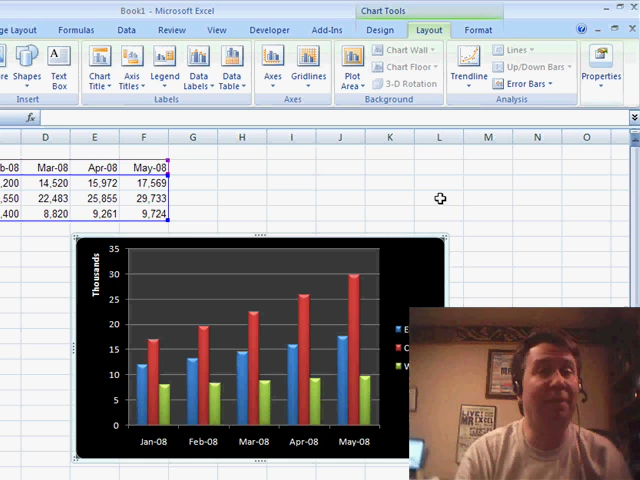 Book1 - Microsoft Excel Chart Tools
ge Layout Formulas Data Review View Developer Add-Ins Design Layout Format
Shapes Text Box Chart Title Axis Titles Legend Data Labels Data Table Axes Gridlines Plot Area Chart Wall Chart Floor 3-D Rotation Trendline Lines Up/Down Bars Error Bars Properties
Insert Labels Axes Background Analysis
fx
D E F G H I J K L M N O
b-08 Mar-08 Apr-08 May-08
,200 14,520 15,972 17,569
,550 22,483 25,855 29,733
,400 8,820 9,261 9,724
Thousands
35
30
25
20
15
10
5
0
Jan-08 Feb-08 Mar-08 Apr-08 May-08
E
C
W
LIVE!
MR EXCEL